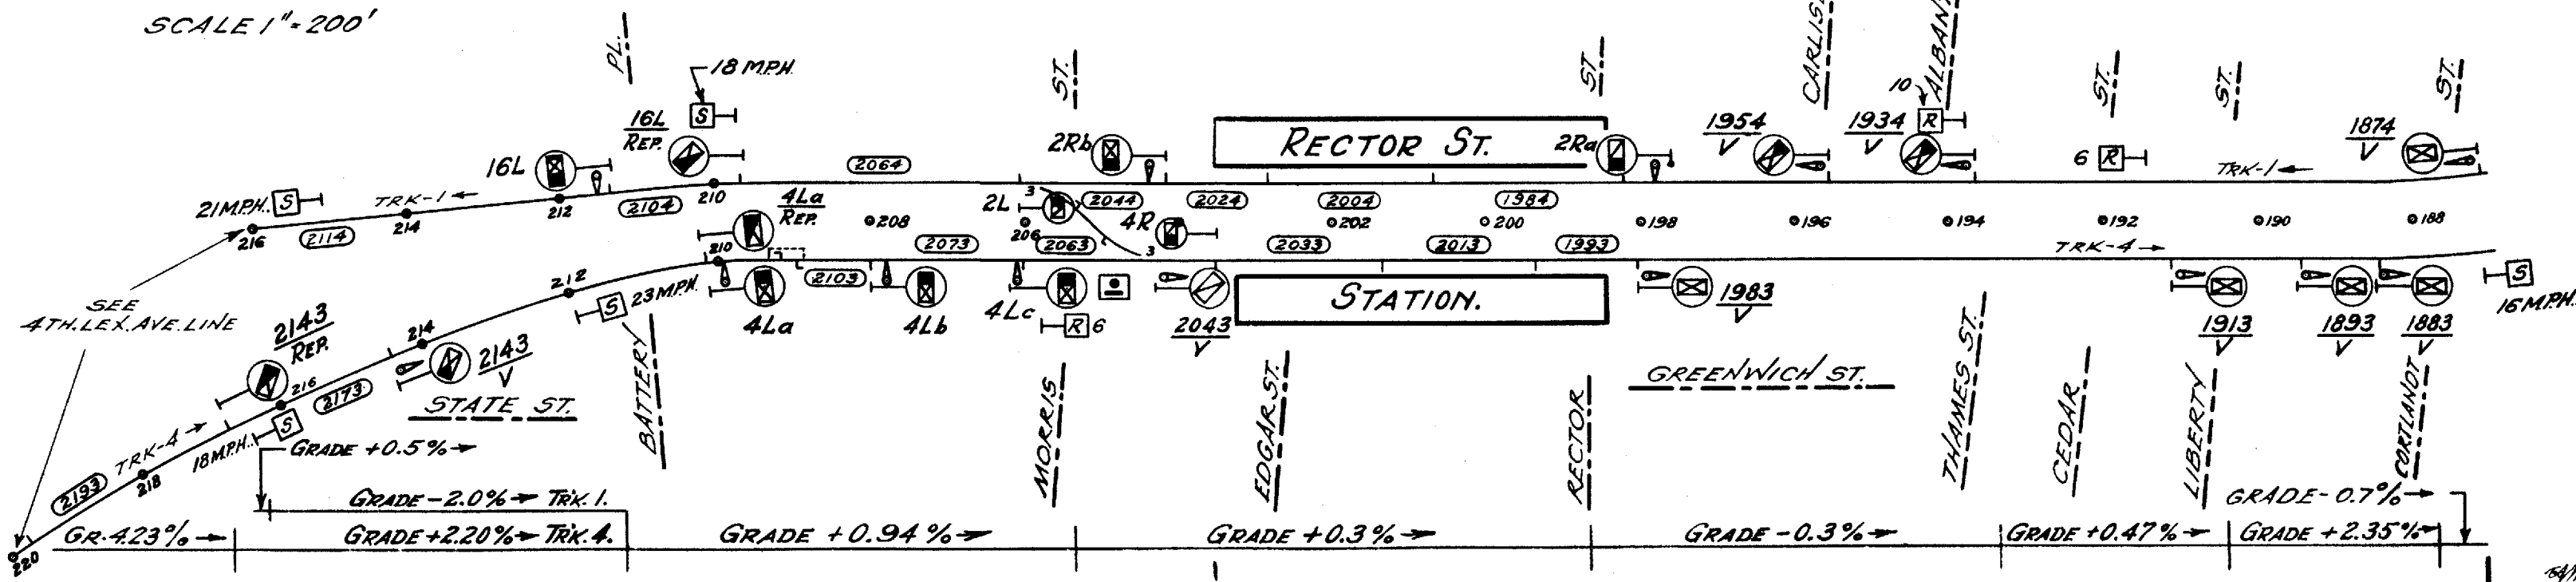 SCALE 1"=200'
PL.
18 M.P.H.
S
ST.
ST.
CARLIS
ALBAN
10
R
ST.
ST.
ST.
16L
REP.
16L
2064
2Rb
RECTOR ST.
2Ra
1954
V
1934
V
6 R
1874
V
TRK-1
21 M.P.H. S
TRK-1
212
2104
210
4La
REP.
2L
3
2044
4R
2024
2004
1984
216
2114
214
208
206
202
200
198
196
194
192
190
188
2073
2063
3
2033
2013
1993
TRK-4
210
212
S 23 M.P.H.
2103
4La
4Lb
4Lc
R 6
2043
V
STATION.
1983
V
1913
V
1893
V
1883
V
S
16 M.P.H.
SEE
4TH. LEX. AVE. LINE
2143
REP.
214
2143
V
216
2173
STATE ST.
BATTERY
MORRIS
EDGAR ST.
RECTOR
GREENWICH ST.
THAMES ST.
CEDAR
LIBERTY
CORTLANDT
TRK-4
18 M.P.H.
S
2193
218
220
GRADE +0.5%
GRADE -2.0% TRK. 1.
GRADE - 0.7%
GR.-4.23%
GRADE +2.20% TRK. 4.
GRADE +0.94%
GRADE +0.3%
GRADE -0.3%
GRADE +0.47%
GRADE +2.35%